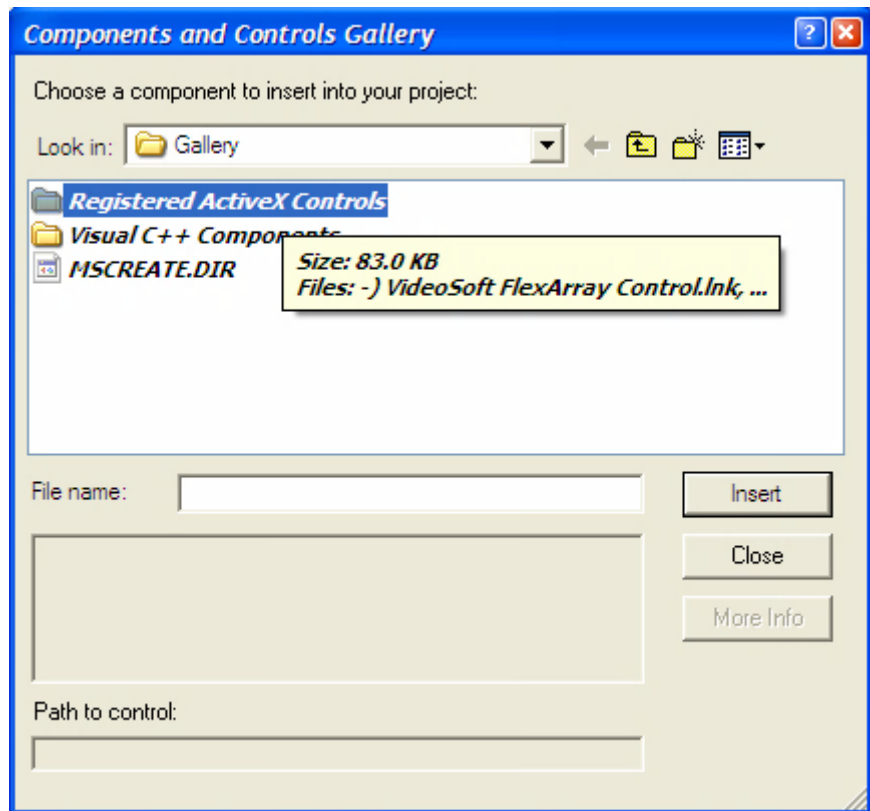 Components and Controls Gallery
Choose a component to insert into your project:
Look in: Gallery
Registered ActiveX Controls
Visual C++ Components
MSCREATE.DIR
Size: 83.0 KB
Files: -) VideoSoft FlexArray Control.lnk, ...
File name:
Insert
Close
More Info
Path to control: